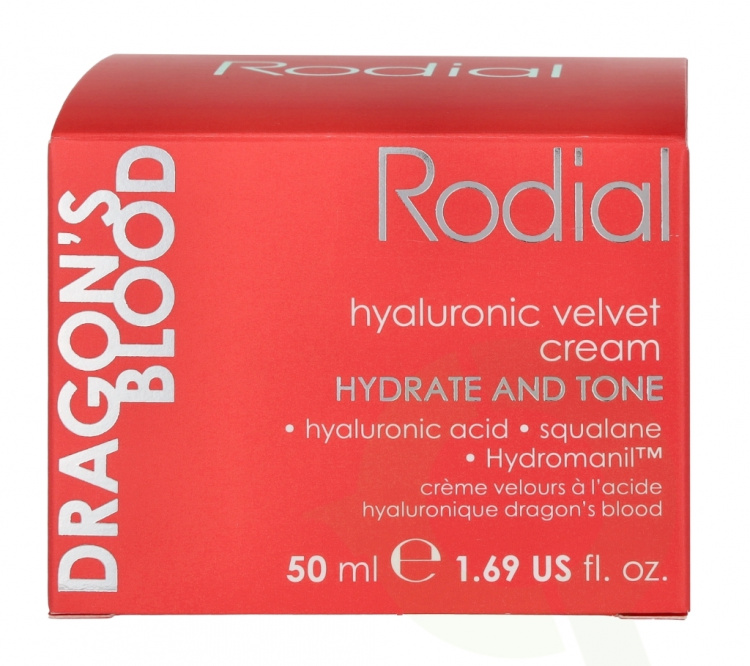 Rodial
DRAGON'S
BLOOD
Rodial
hyaluronic velvet
cream
HYDRATE AND TONE
• hyaluronic acid • squalane
• Hydromanil™
crème velours à l'acide
hyaluronique dragon's blood
50 ml ℮ 1.69 US fl. oz.